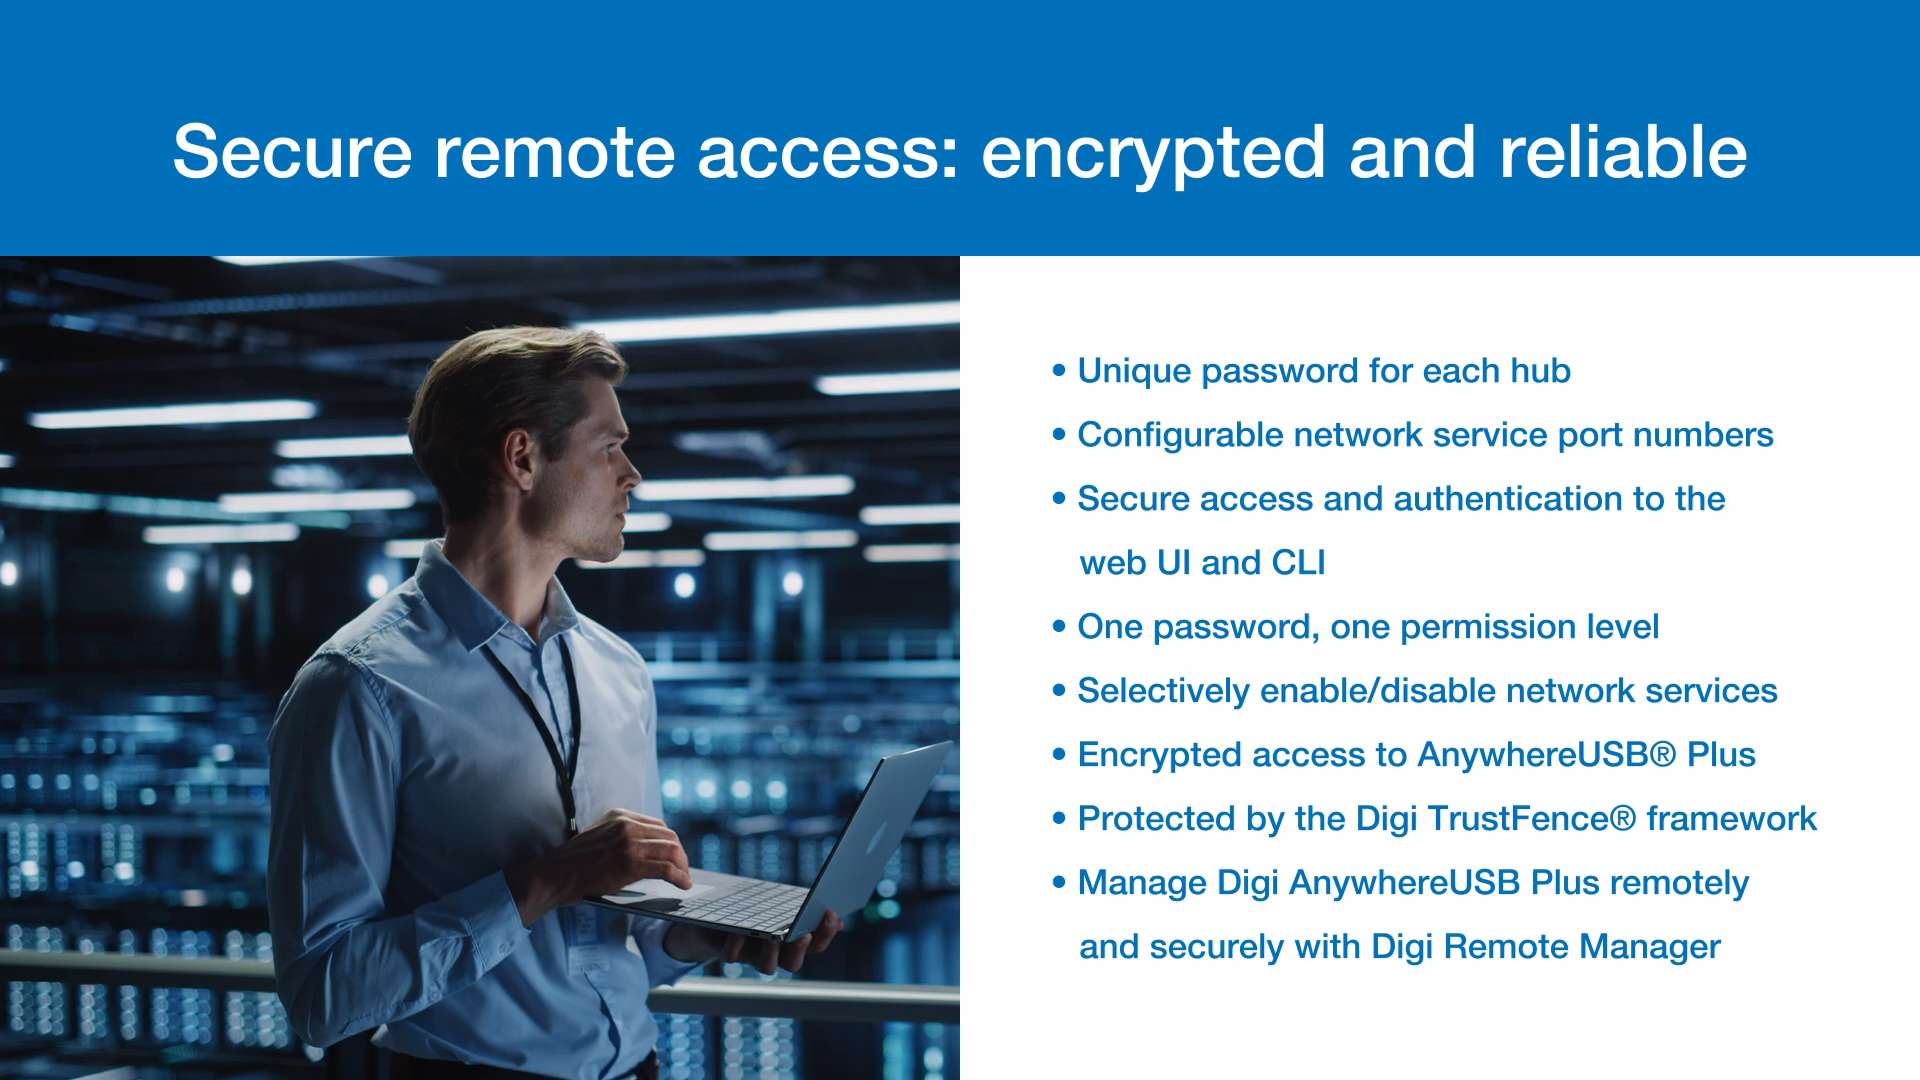 Secure remote access: encrypted and reliable
• Unique password for each hub
• Configurable network service port numbers
• Secure access and authentication to the
web UI and CLI
• One password, one permission level
• Selectively enable/disable network services
• Encrypted access to AnywhereUSB® Plus
• Protected by the Digi TrustFence® framework
• Manage Digi AnywhereUSB Plus remotely
and securely with Digi Remote Manager